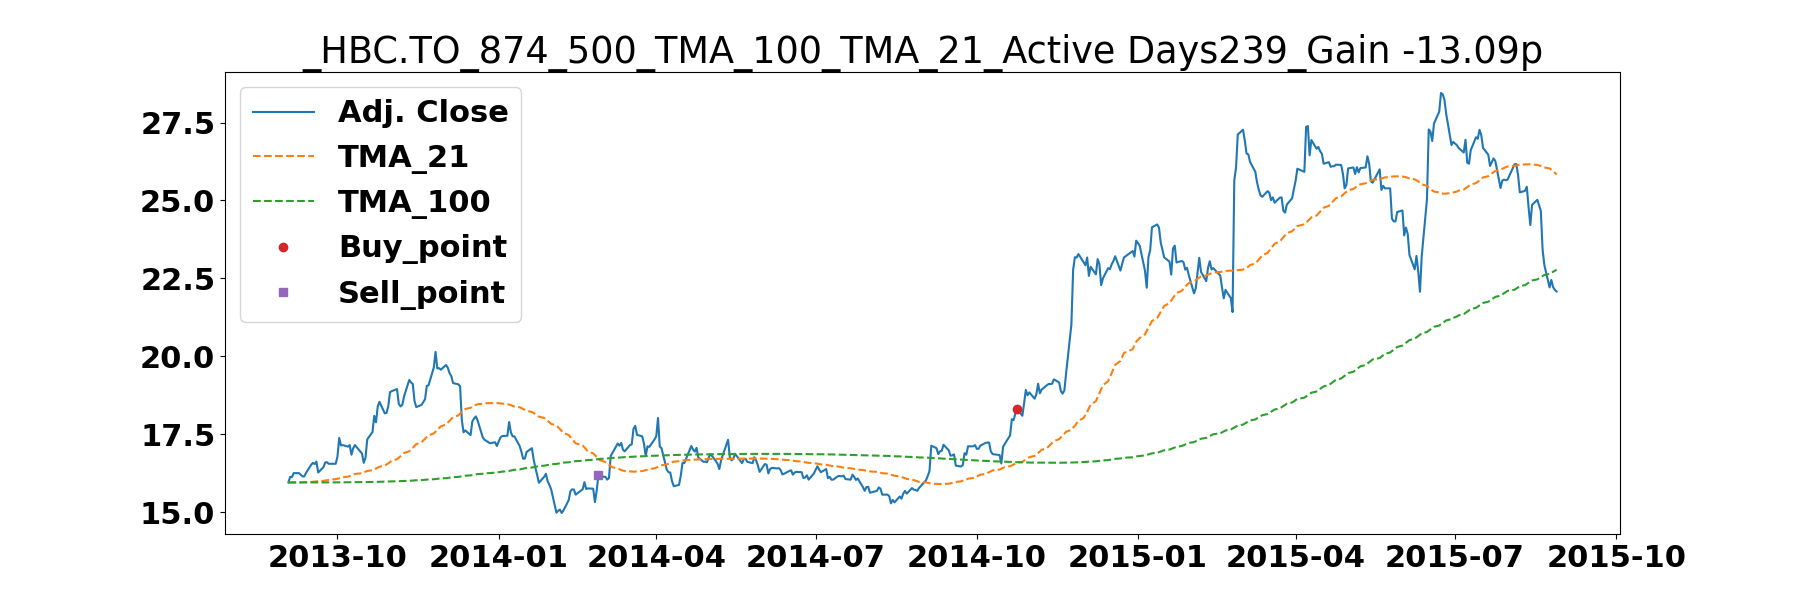 _HBC.TO_874_500_TMA_100_TMA_21_Active Days239_Gain -13.09p
Adj. Close
TMA_21
TMA_100
Buy_point
Sell_point
27.5
25.0
22.5
20.0
17.5
15.0
2013-10 2014-01 2014-04 2014-07 2014-10 2015-01 2015-04 2015-07 2015-10